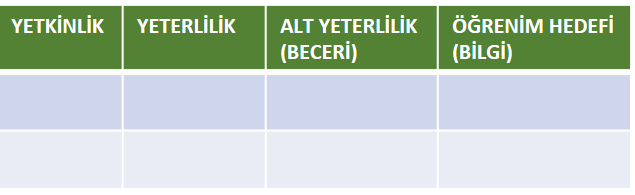 YETKİNLİK
YETERLİLİK
ALT YETERLİLİK
(BECERİ)
ÖĞRENİM HEDEFİ
(BİLGİ)